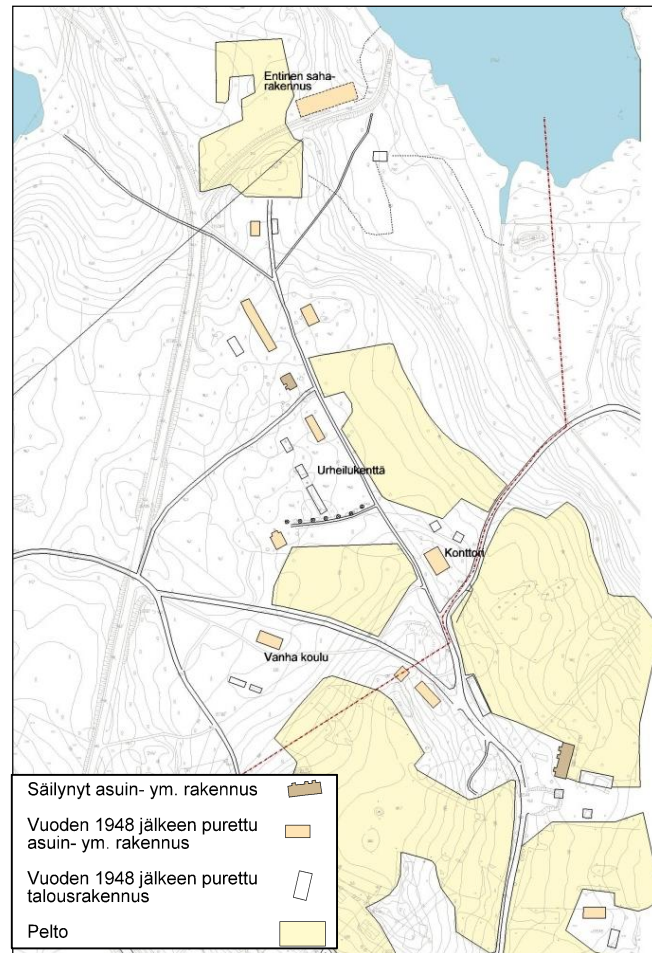 Entinen saha-
rakennus
Urheilukenttä
Kontton
Vanha koulu
Säilynyt asuin- ym. rakennus
Vuoden 1948 jälkeen purettu
asuin- ym. rakennus
Vuoden 1948 jälkeen purettu
talousrakennus
Pelto